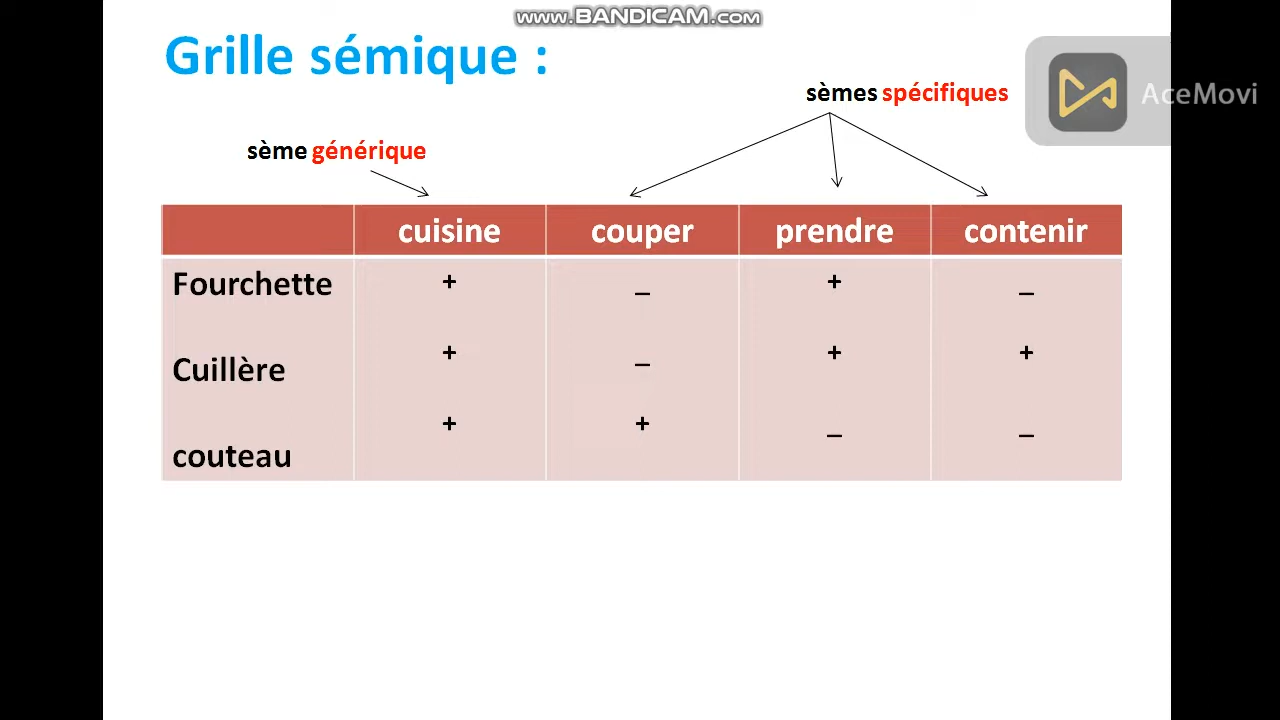 www.BANDICAM.com
Grille sémique :
sèmes spécifiques
AceMovi
sème générique
cuisine couper prendre contenir
Fourchette + _ + _
Cuillère + _ + +
couteau + + _ _